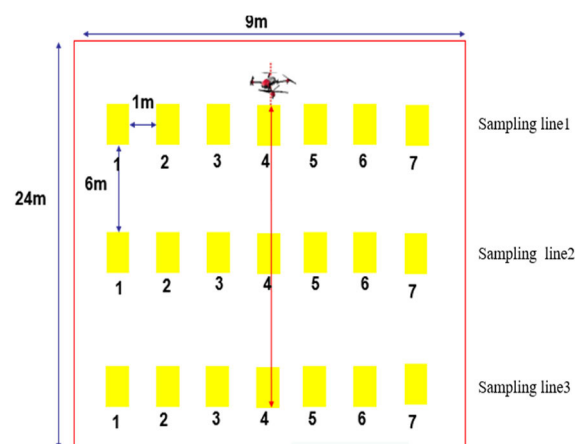 9m
1m
Sampling line1
1 2 3 4 5 6 7
6m
24m
Sampling line2
1 2 3 4 5 6 7
Sampling line3
1 2 3 4 5 6 7